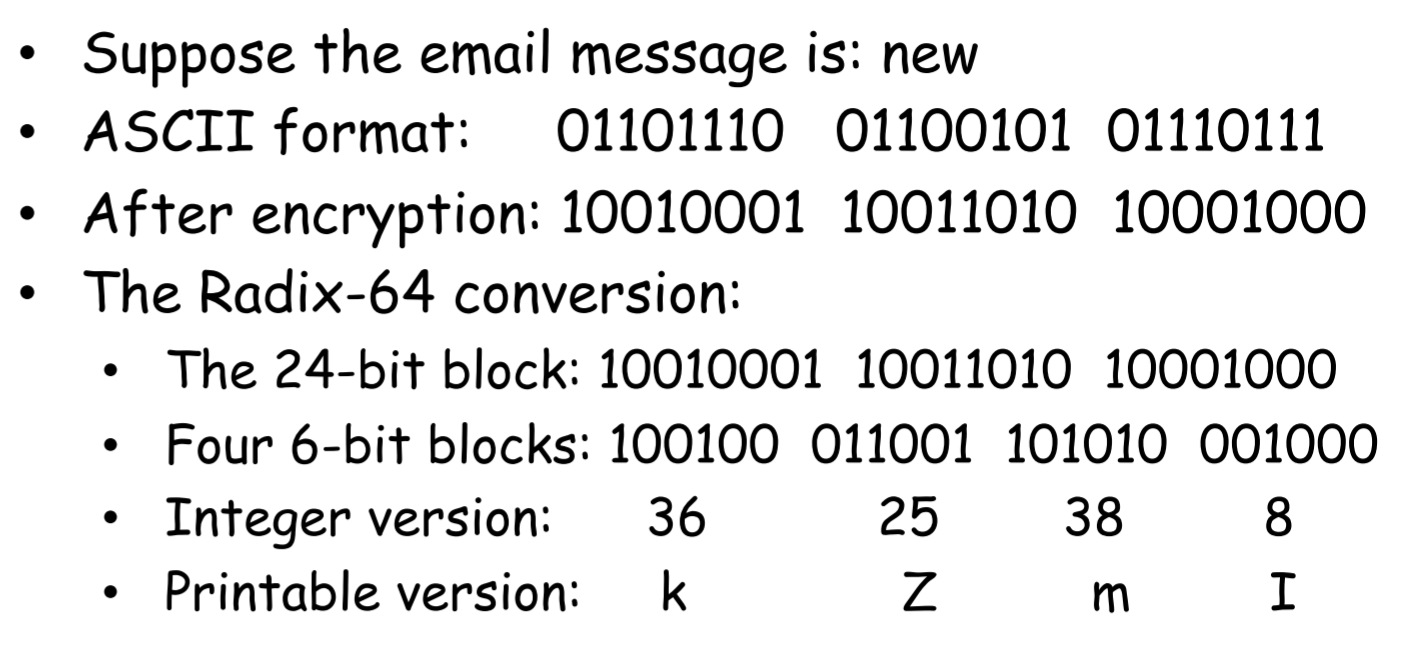 • Suppose the email message is: new
• ASCII format: 01101110 01100101 01110111
• After encryption: 10010001 10011010 10001000
• The Radix-64 conversion:
• The 24-bit block: 10010001 10011010 10001000
• Four 6-bit blocks: 100100 011001 101010 001000
• Integer version: 36 25 38 8
• Printable version: k Z m I